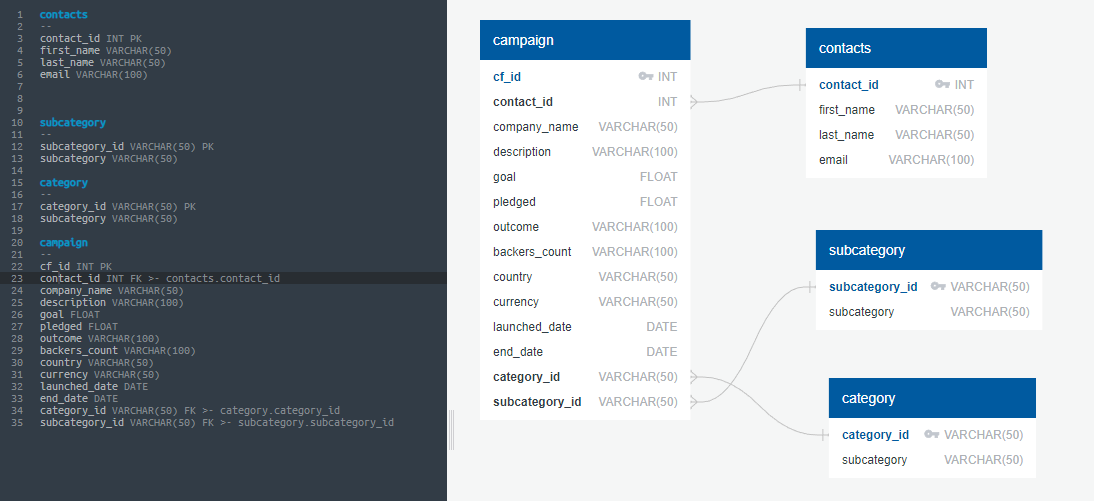 1 contacts
2 --
3 contact_id INT PK
4 first_name VARCHAR(50)
5 last_name VARCHAR(50)
6 email VARCHAR(100)
7
8
9
10 subcategory
11 --
12 subcategory_id VARCHAR(50) PK
13 subcategory VARCHAR(50)
14
15 category
16 --
17 category_id VARCHAR(50) PK
18 subcategory VARCHAR(50)
19
20 campaign
21 --
22 cf_id INT PK
23 contact_id INT FK >- contacts.contact_id
24 company_name VARCHAR(50)
25 description VARCHAR(100)
26 goal FLOAT
27 pledged FLOAT
28 outcome VARCHAR(100)
29 backers_count VARCHAR(100)
30 country VARCHAR(50)
31 currency VARCHAR(50)
32 launched_date DATE
33 end_date DATE
34 category_id VARCHAR(50) FK >- category.category_id
35 subcategory_id VARCHAR(50) FK >- subcategory.subcategory_id
campaign
cf_id INT
contact_id INT
company_name VARCHAR(50)
description VARCHAR(100)
goal FLOAT
pledged FLOAT
outcome VARCHAR(100)
backers_count VARCHAR(100)
country VARCHAR(50)
currency VARCHAR(50)
launched_date DATE
end_date DATE
category_id VARCHAR(50)
subcategory_id VARCHAR(50)
contacts
contact_id INT
first_name VARCHAR(50)
last_name VARCHAR(50)
email VARCHAR(100)
subcategory
subcategory_id VARCHAR(50)
subcategory VARCHAR(50)
category
category_id VARCHAR(50)
subcategory VARCHAR(50)